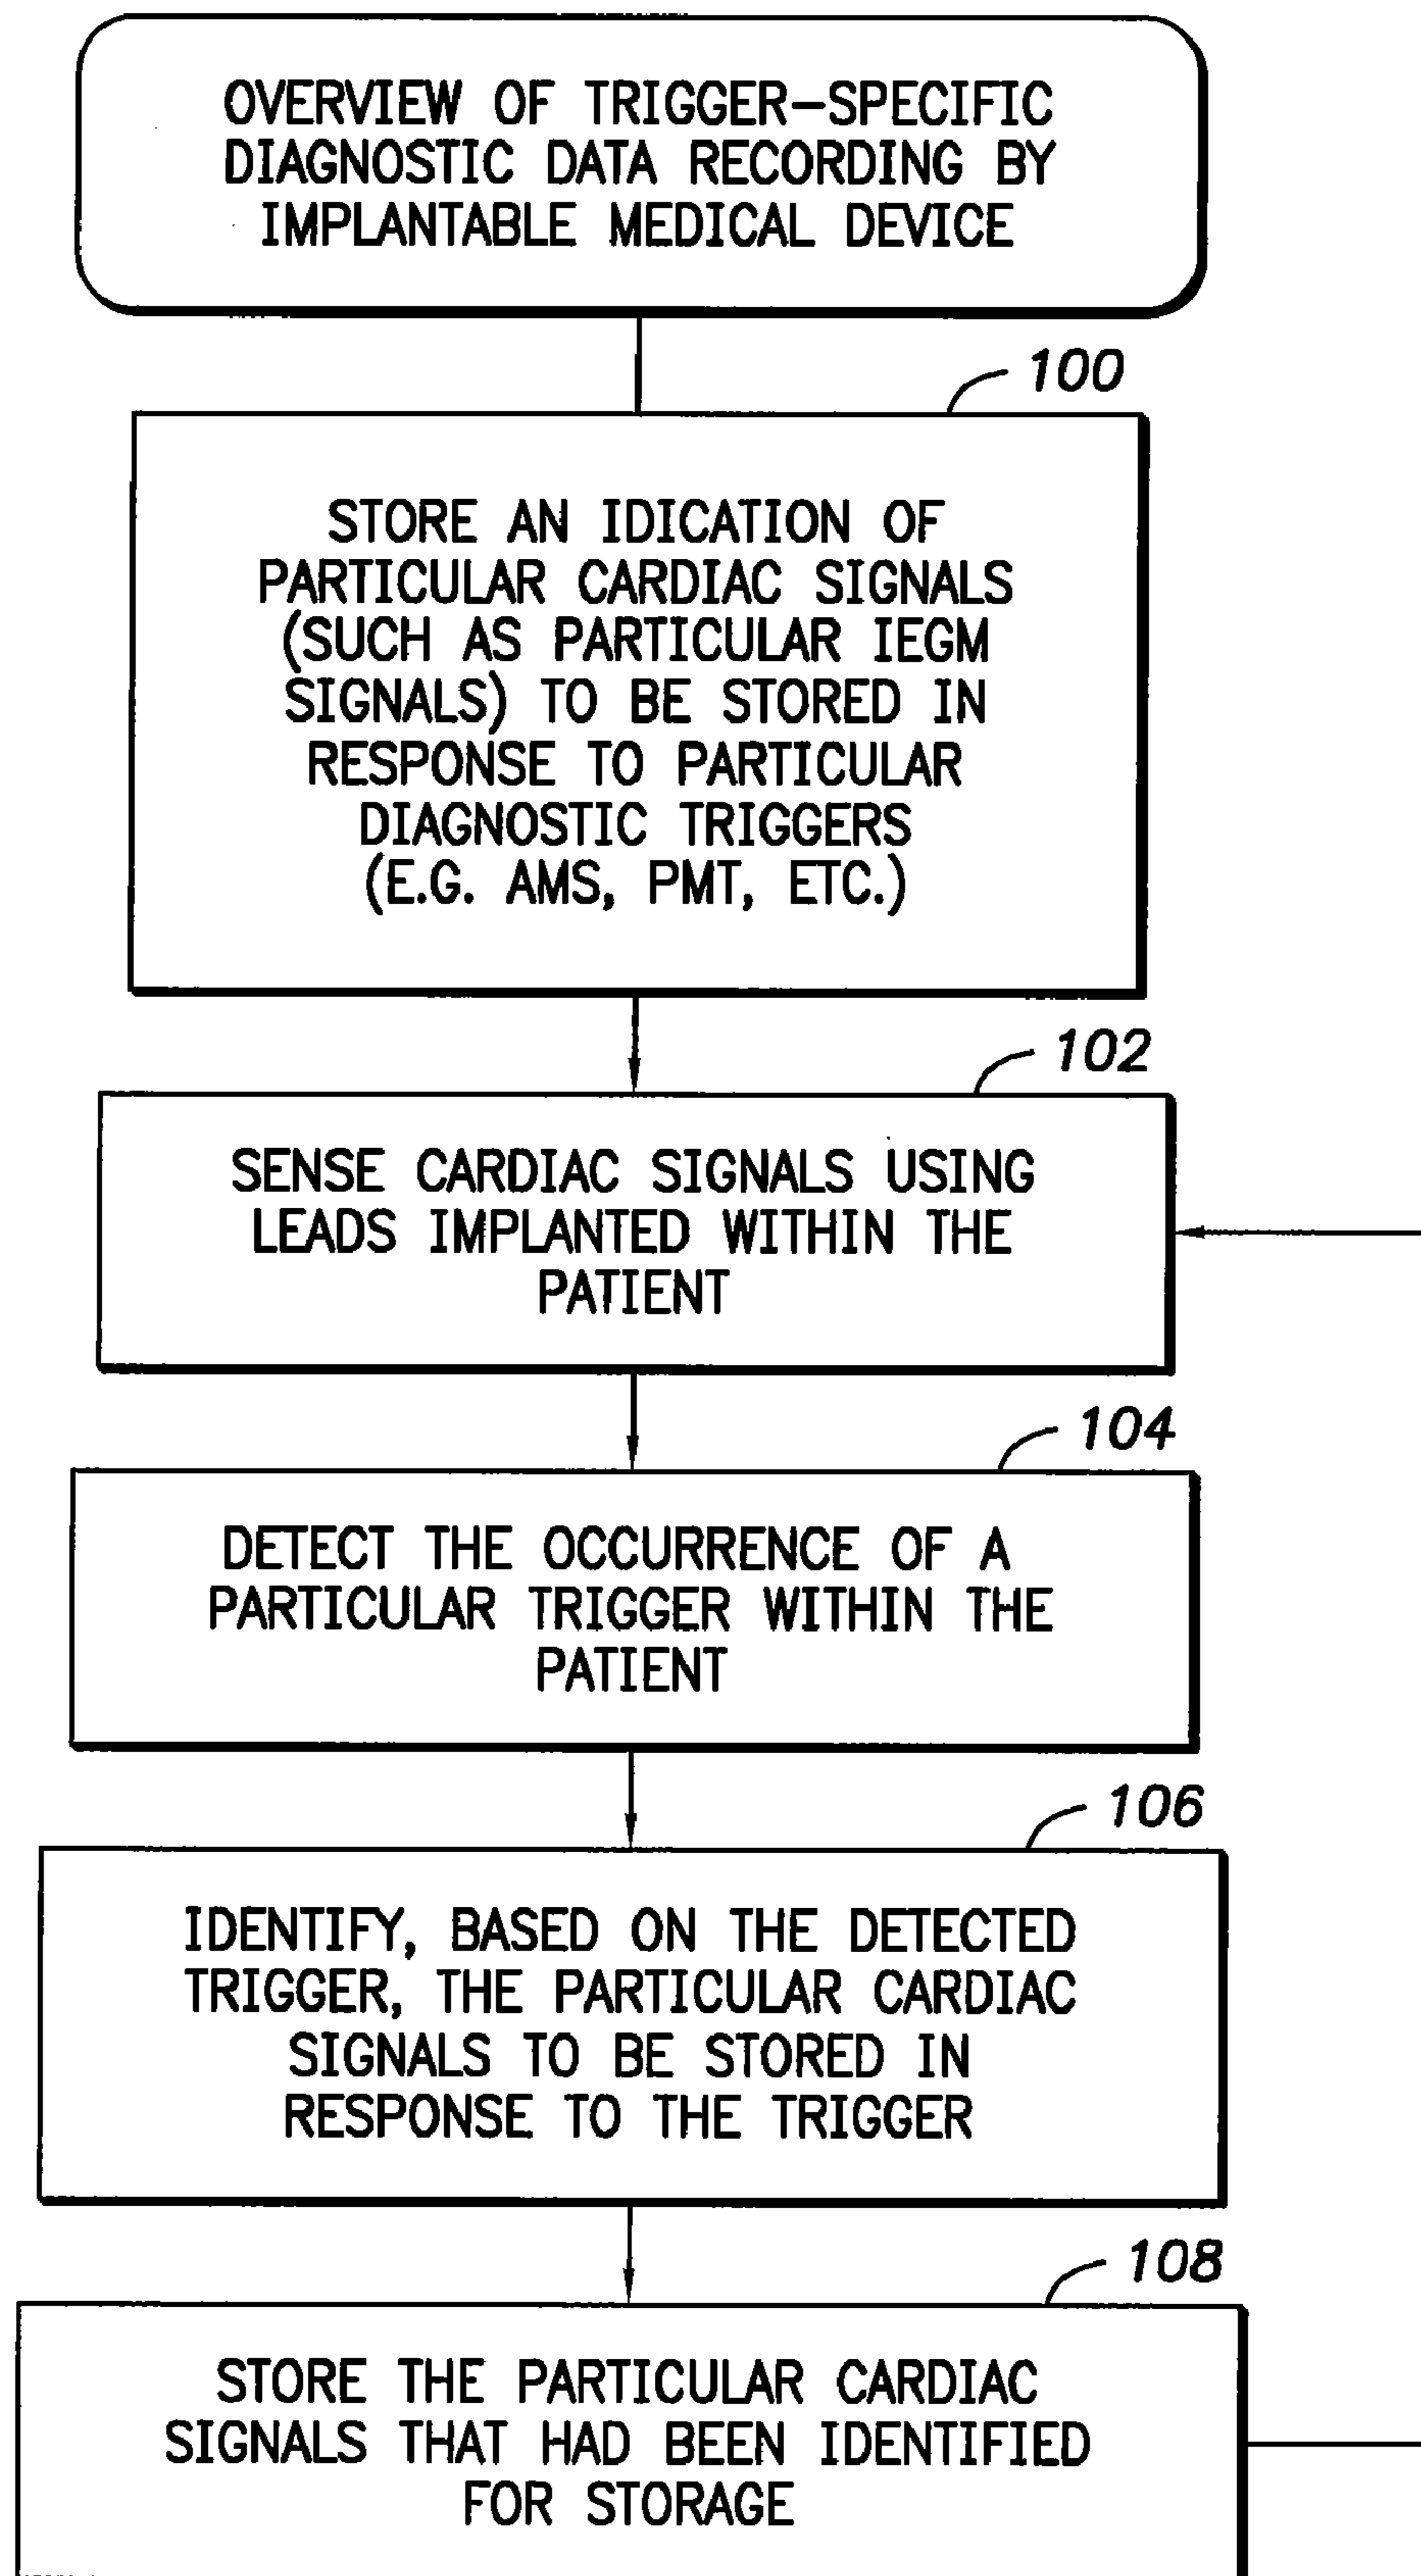 OVERVIEW OF TRIGGER-SPECIFIC
DIAGNOSTIC DATA RECORDING BY
IMPLANTABLE MEDICAL DEVICE
100
STORE AN IDICATION OF
PARTICULAR CARDIAC SIGNALS
(SUCH AS PARTICULAR IEGM
SIGNALS) TO BE STORED IN
RESPONSE TO PARTICULAR
DIAGNOSTIC TRIGGERS
(E.G. AMS, PMT, ETC.)
102
SENSE CARDIAC SIGNALS USING
LEADS IMPLANTED WITHIN THE
PATIENT
104
DETECT THE OCCURRENCE OF A
PARTICULAR TRIGGER WITHIN THE
PATIENT
106
IDENTIFY, BASED ON THE DETECTED
TRIGGER, THE PARTICULAR CARDIAC
SIGNALS TO BE STORED IN
RESPONSE TO THE TRIGGER
108
STORE THE PARTICULAR CARDIAC
SIGNALS THAT HAD BEEN IDENTIFIED
FOR STORAGE